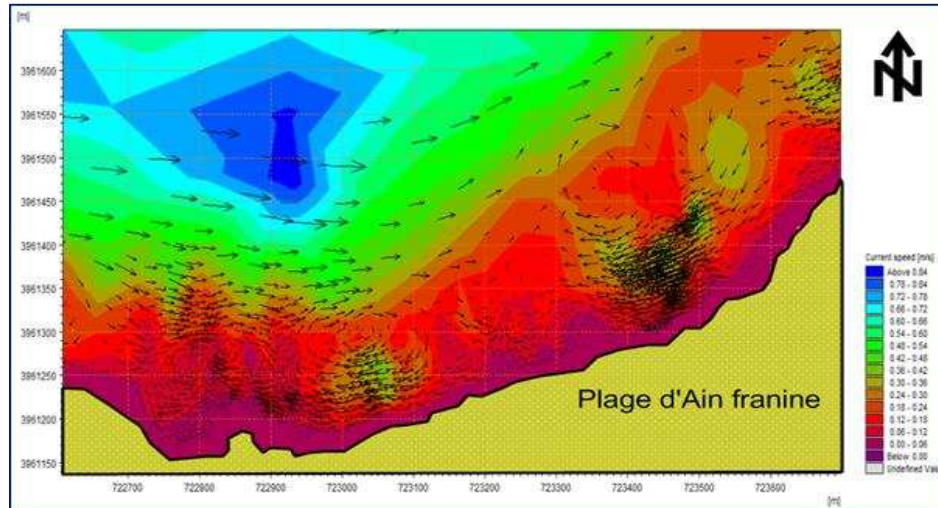 [m]
3961600
3961550
3961500
3961450
3961400
3961350
3961300
3961250
3961200
3961150
722700 722800 722900 723000 723100 723200 723300 723400 723500 723600
[m]
Plage d'Ain franine
N
Current speed [m/s]
Above 0.84
0.78 - 0.84
0.72 - 0.78
0.66 - 0.72
0.60 - 0.66
0.54 - 0.60
0.48 - 0.54
0.42 - 0.48
0.36 - 0.42
0.30 - 0.36
0.24 - 0.30
0.18 - 0.24
0.12 - 0.18
0.06 - 0.12
0.00 - 0.06
Below 0.00
Undefined Valu